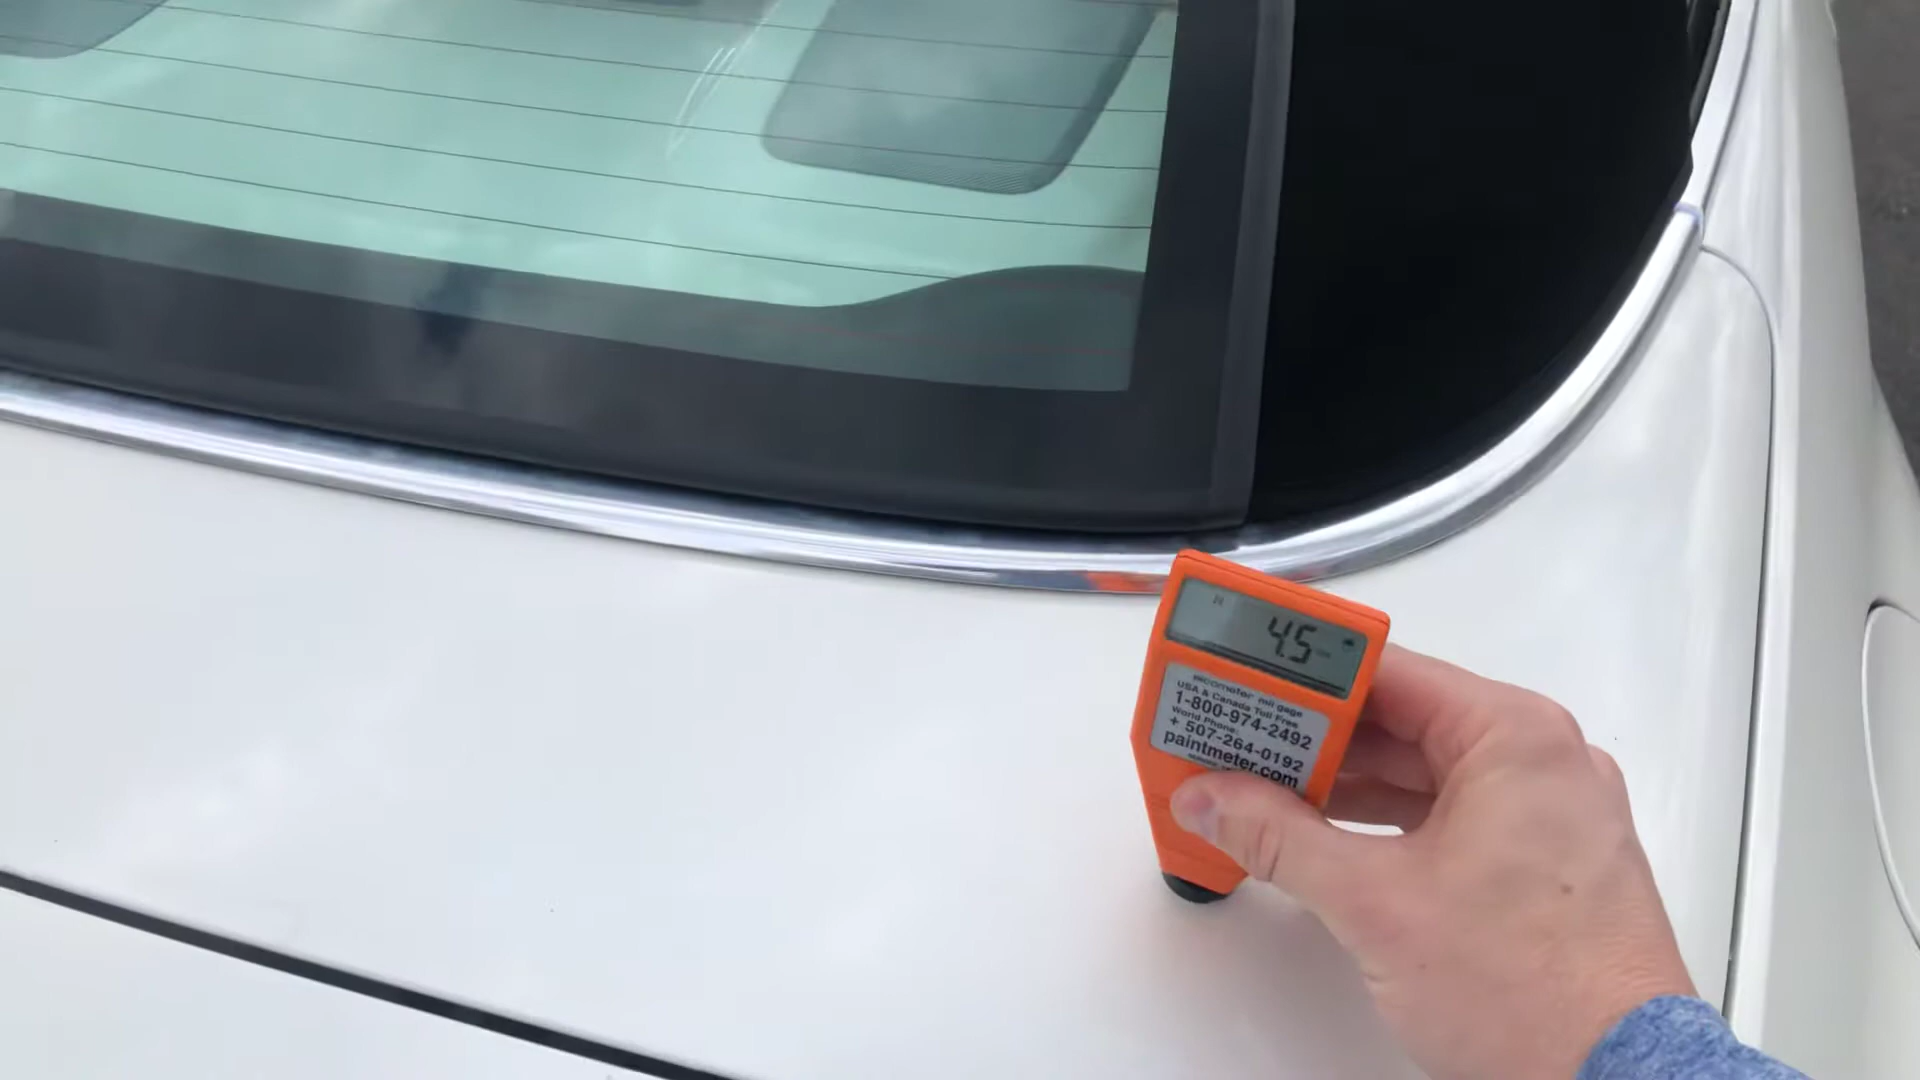 N
4.5
elcometer mil gage
USA & Canada Toll Free
1-800-974-2492
World Phone:
+ 507-264-0192
paintmeter.com